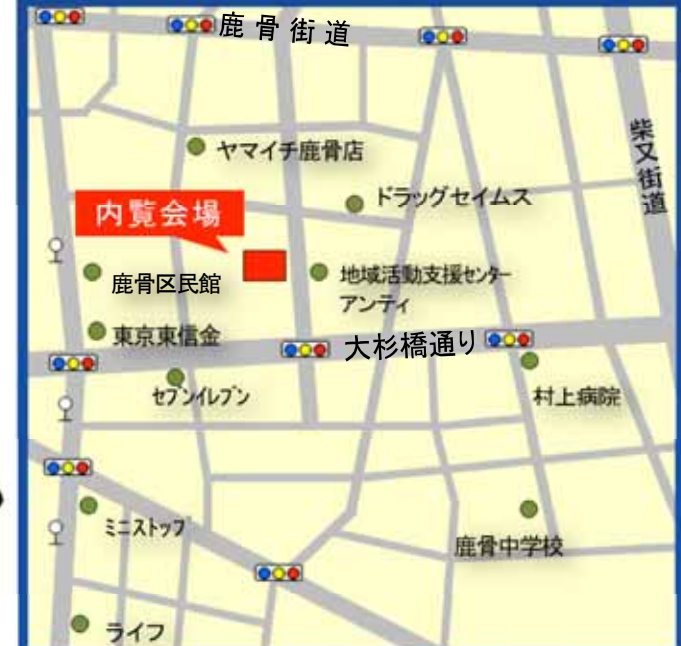 鹿骨街道
柴又街道
ヤマイチ鹿骨店
ドラッグセイムス
内覧会場
鹿骨区民館
地域活動支援センター
アンティ
東京東信金
大杉橋通り
セブンイレブン
村上病院
ミニストップ
鹿骨中学校
ライフ